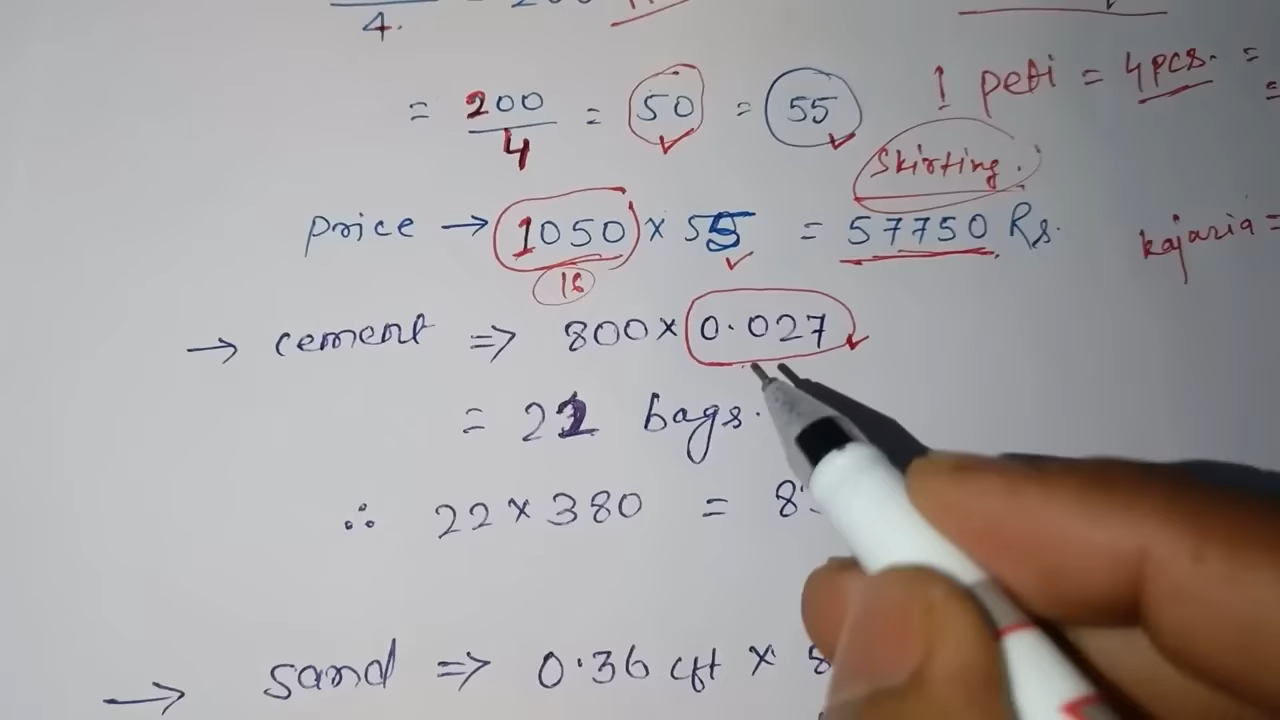 4.
= 200/4 = 50 = 55
1 peti = 4pcs. =
Skirting.
price → 1050 × 55 = 57750 Rs.
16
kajaria =
→ cement ⇒ 800 × 0.027
= 22 bags.
∴ 22 × 380 = 8
→ sand ⇒ 0.36 cft ×